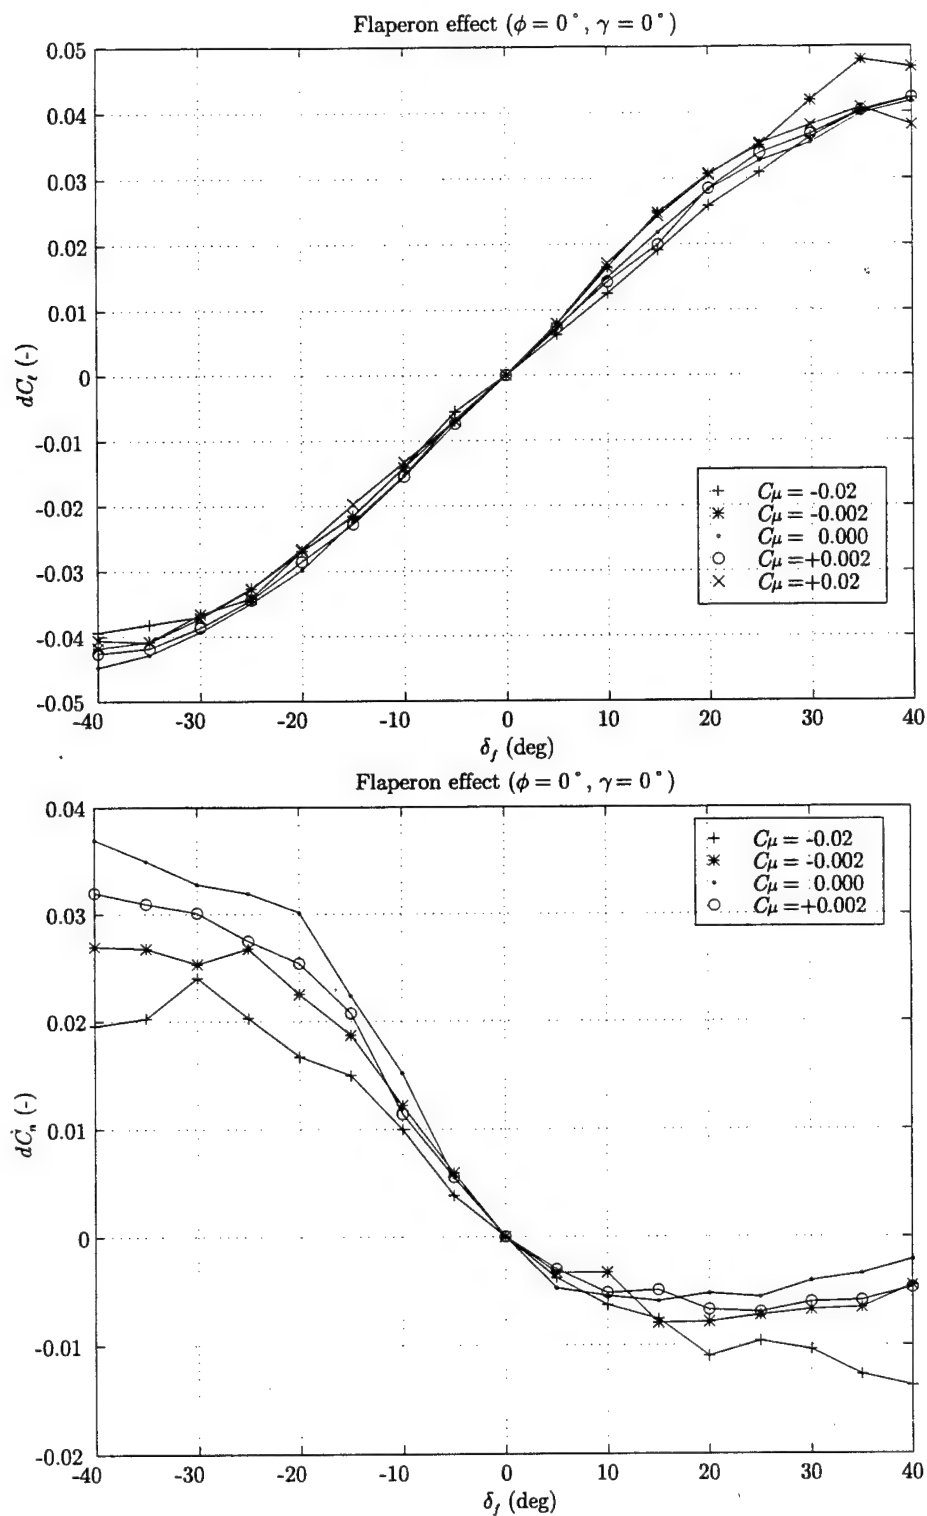 Flaperon effect (ϕ = 0°, γ = 0°)
0.05
0.04
0.03
0.02
0.01
0
-0.01
-0.02
-0.03
-0.04
-0.05
dCℓ (-)
-40 -30 -20 -10 0 10 20 30 40
δf (deg)
+ Cμ = -0.02
* Cμ = -0.002
· Cμ = 0.000
o Cμ = +0.002
× Cμ = +0.02
Flaperon effect (ϕ = 0°, γ = 0°)
0.04
0.03
0.02
0.01
0
-0.01
-0.02
dCn (-)
-40 -30 -20 -10 0 10 20 30 40
δf (deg)
+ Cμ = -0.02
* Cμ = -0.002
· Cμ = 0.000
o Cμ = +0.002